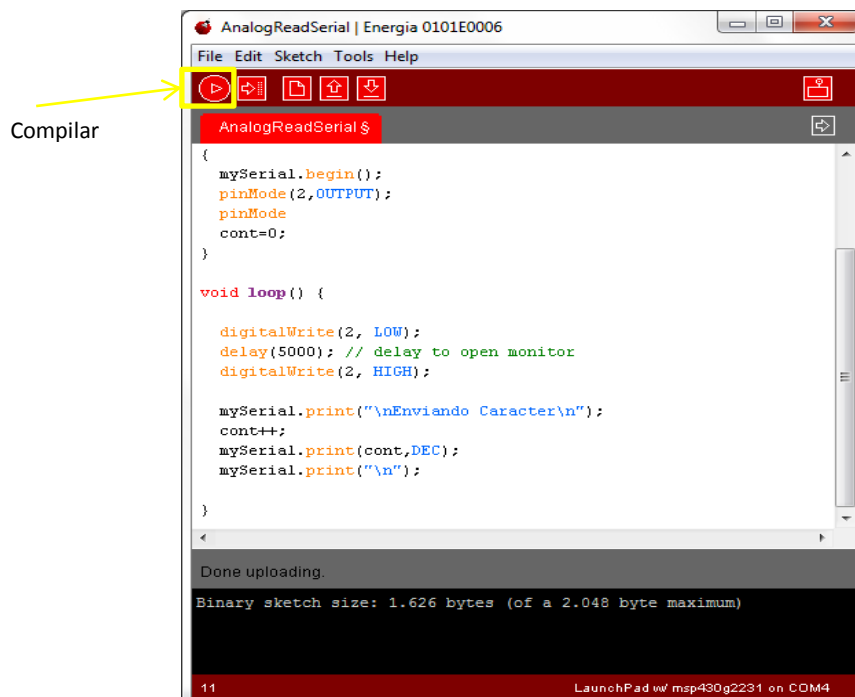 AnalogReadSerial | Energia 0101E0006
File Edit Sketch Tools Help
Compilar
AnalogReadSerial §
{
mySerial.begin();
pinMode(2,OUTPUT);
pinMode
cont=0;
}
void loop() {
digitalWrite(2, LOW);
delay(5000); // delay to open monitor
digitalWrite(2, HIGH);
mySerial.print("\nEnviando Caracter\n");
cont++;
mySerial.print(cont,DEC);
mySerial.print("\n");
}
Done uploading.
Binary sketch size: 1.626 bytes (of a 2.048 byte maximum)
11 LaunchPad w/ msp430g2231 on COM4